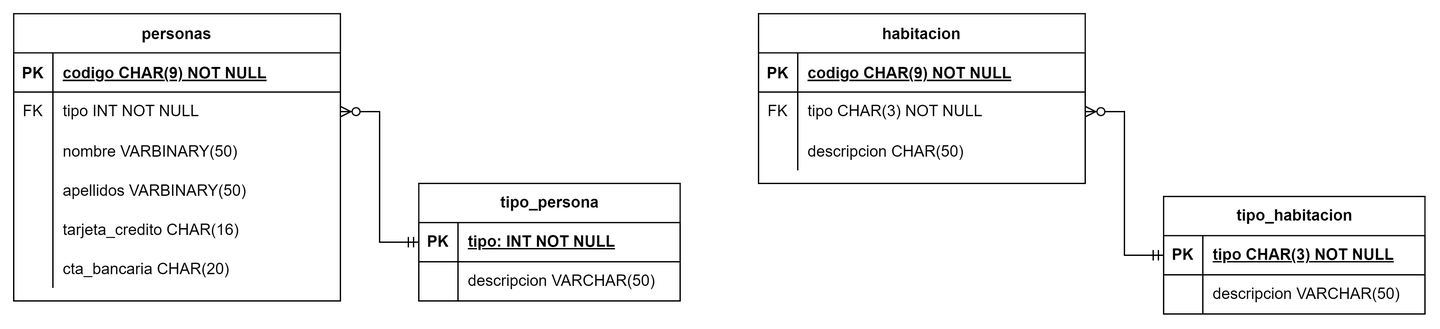 personas
PK codigo CHAR(9) NOT NULL
FK tipo INT NOT NULL
nombre VARBINARY(50)
apellidos VARBINARY(50)
tarjeta_credito CHAR(16)
cta_bancaria CHAR(20)
tipo_persona
PK tipo: INT NOT NULL
descripcion VARCHAR(50)
habitacion
PK codigo CHAR(9) NOT NULL
FK tipo CHAR(3) NOT NULL
descripcion CHAR(50)
tipo_habitacion
PK tipo CHAR(3) NOT NULL
descripcion VARCHAR(50)